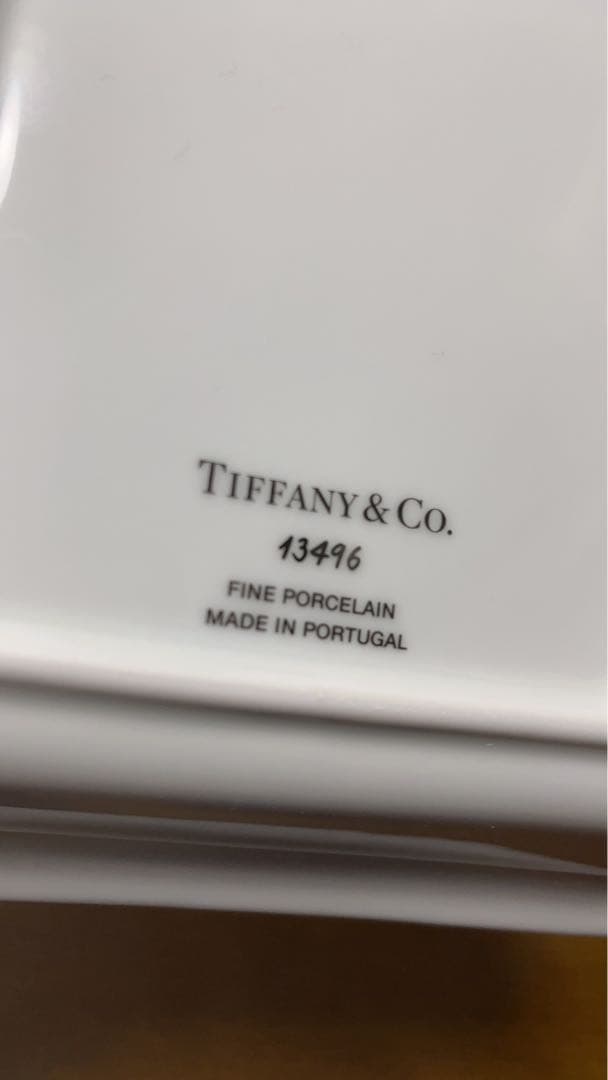 TIFFANY & CO.
13496
FINE PORCELAIN
MADE IN PORTUGAL